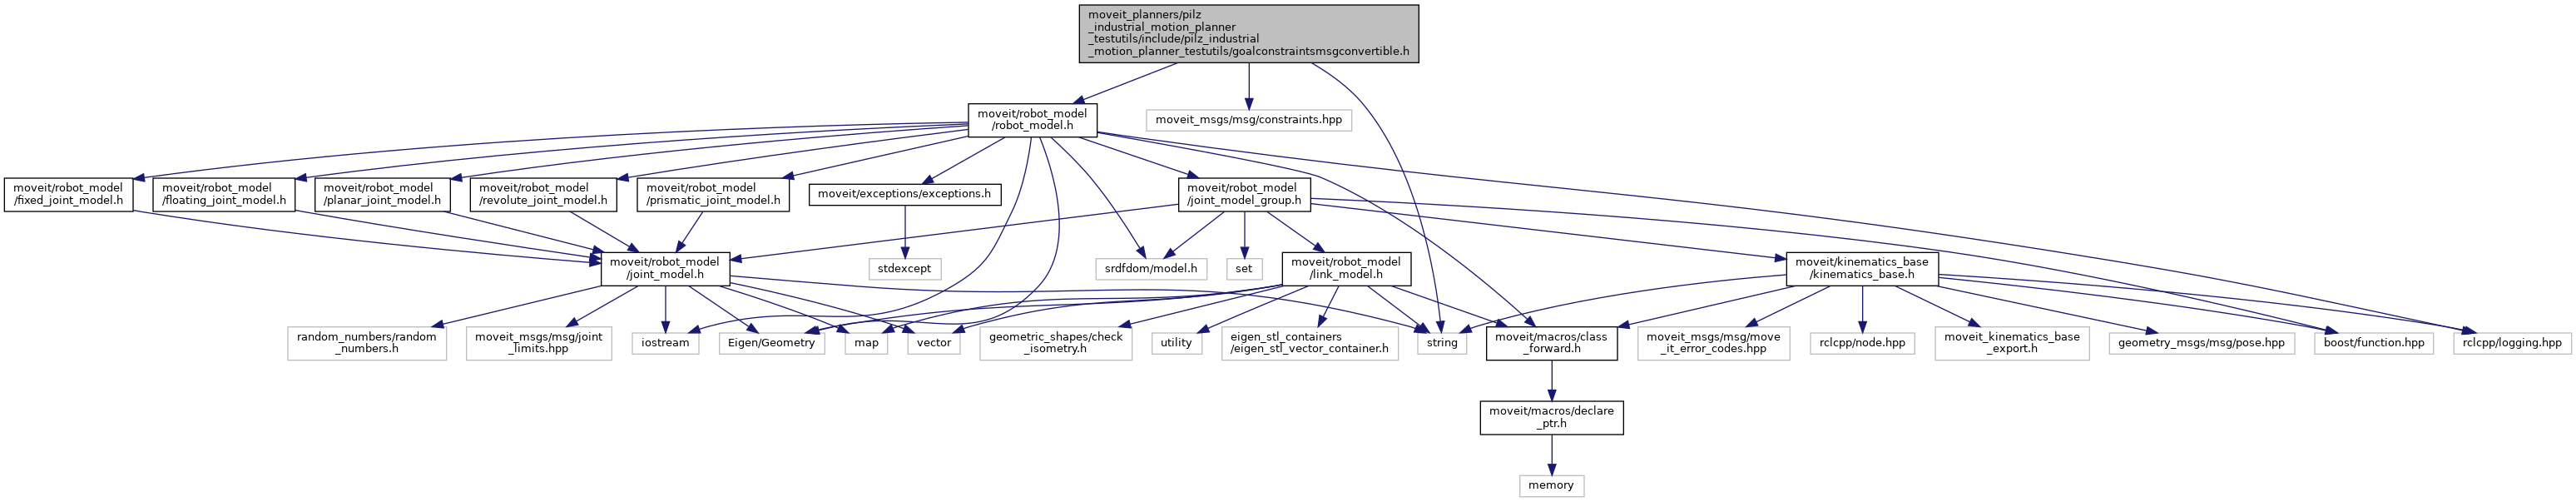 moveit_planners/pilz
_industrial_motion_planner
_testutils/include/pilz_industrial
_motion_planner_testutils/goalconstraintsmsgconvertible.h
moveit/robot_model
/robot_model.h
moveit_msgs/msg/constraints.hpp
moveit/robot_model
/fixed_joint_model.h
moveit/robot_model
/floating_joint_model.h
moveit/robot_model
/planar_joint_model.h
moveit/robot_model
/revolute_joint_model.h
moveit/robot_model
/prismatic_joint_model.h
moveit/exceptions/exceptions.h
moveit/robot_model
/joint_model_group.h
moveit/robot_model
/joint_model.h
stdexcept
srdfdom/model.h
set
moveit/robot_model
/link_model.h
moveit/kinematics_base
/kinematics_base.h
random_numbers/random
_numbers.h
moveit_msgs/msg/joint
_limits.hpp
iostream
Eigen/Geometry
map
vector
geometric_shapes/check
_isometry.h
utility
eigen_stl_containers
/eigen_stl_vector_container.h
string
moveit/macros/class
_forward.h
moveit_msgs/msg/move
_it_error_codes.hpp
rclcpp/node.hpp
moveit_kinematics_base
_export.h
geometry_msgs/msg/pose.hpp
boost/function.hpp
rclcpp/logging.hpp
moveit/macros/declare
_ptr.h
memory